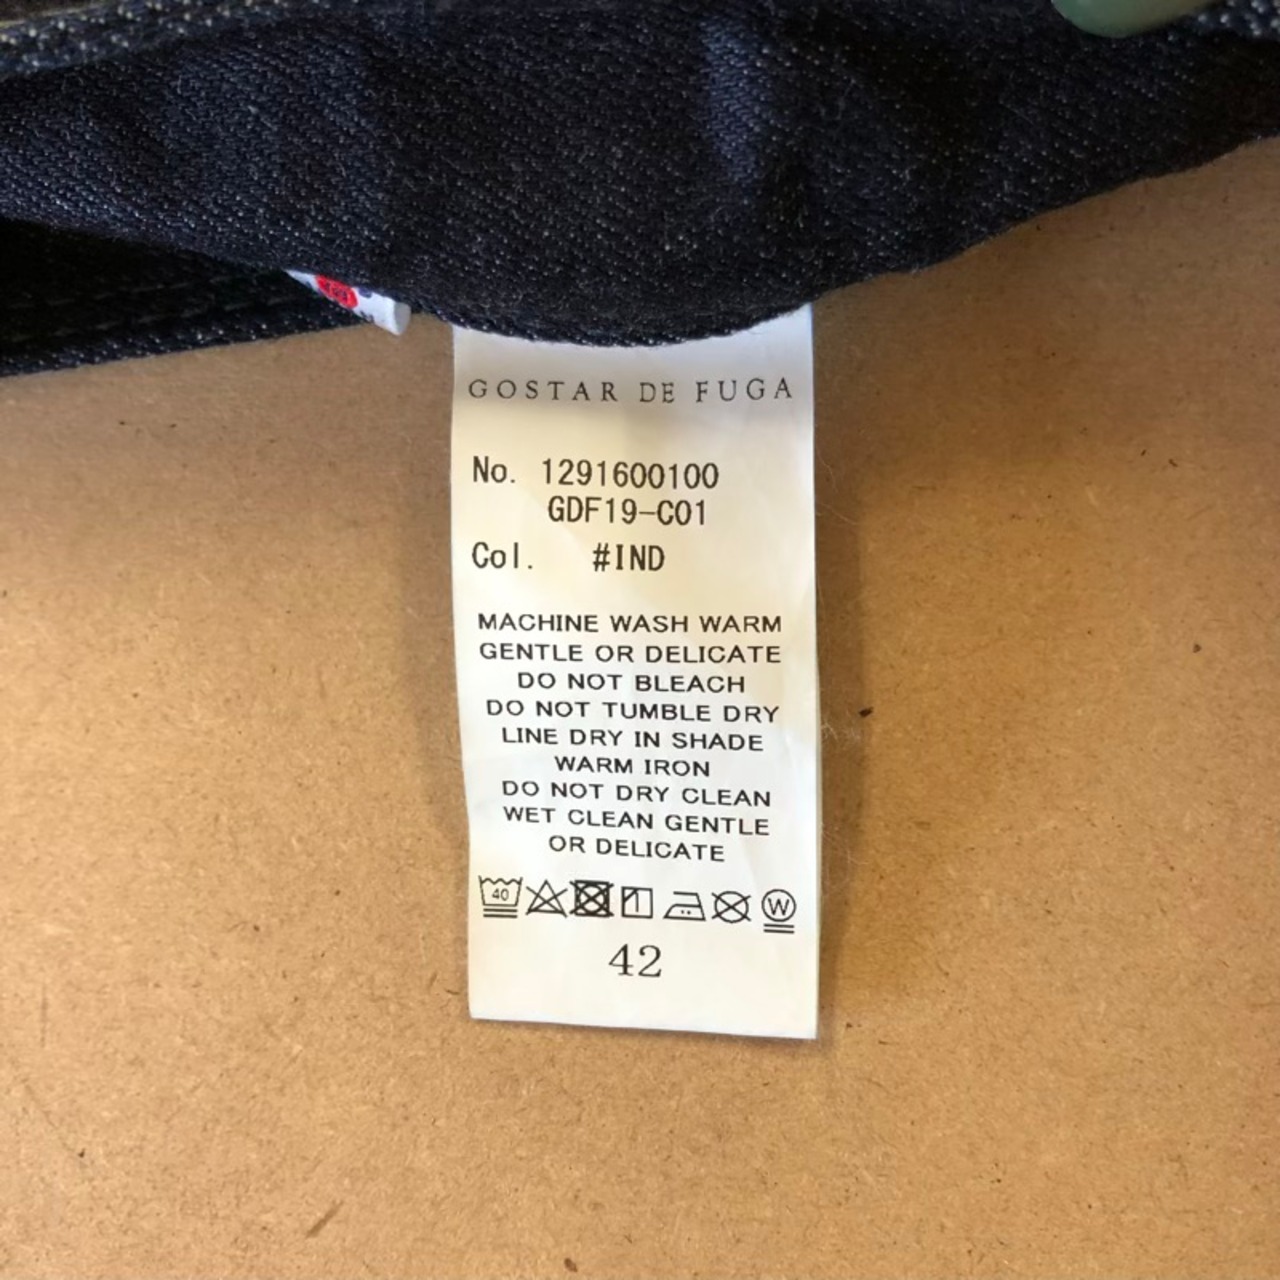 GOSTAR DE FUGA
No. 1291600100
GDF19-C01
Col. #IND
MACHINE WASH WARM
GENTLE OR DELICATE
DO NOT BLEACH
DO NOT TUMBLE DRY
LINE DRY IN SHADE
WARM IRON
DO NOT DRY CLEAN
WET CLEAN GENTLE
OR DELICATE
40 W
42